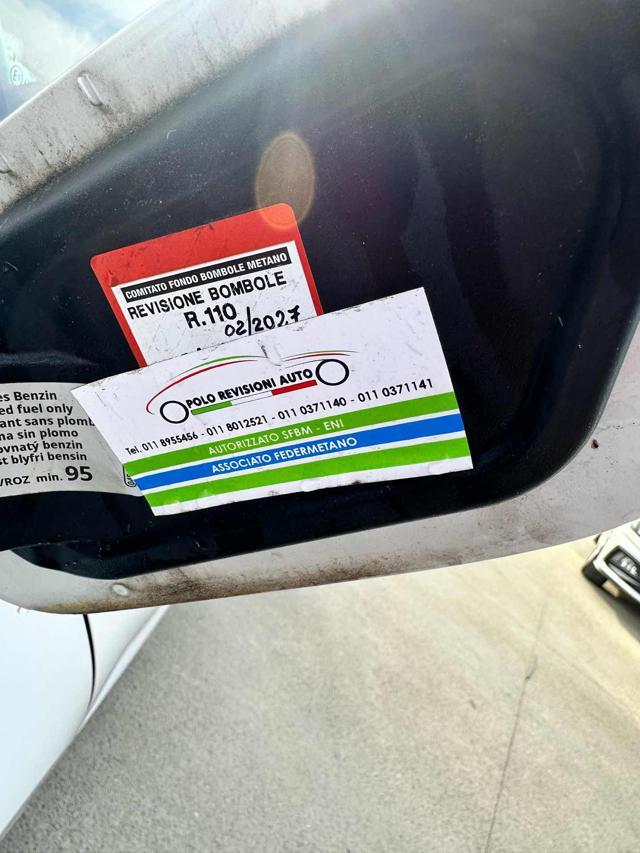 COMITATO FONDO BOMBOLE METANO
REVISIONE BOMBOLE
R.110
02/2027
POLO REVISIONI AUTO
Tel. 011 8955456 - 011 8012521 - 011 0371140 - 011 0371141
AUTORIZZATO SFBM - ENI
ASSOCIATO FEDERMETANO
es Benzin
ed fuel only
ant sans plomb
na sin plomo
ovnatý benzin
st blyfri bensin
/ROZ min. 95